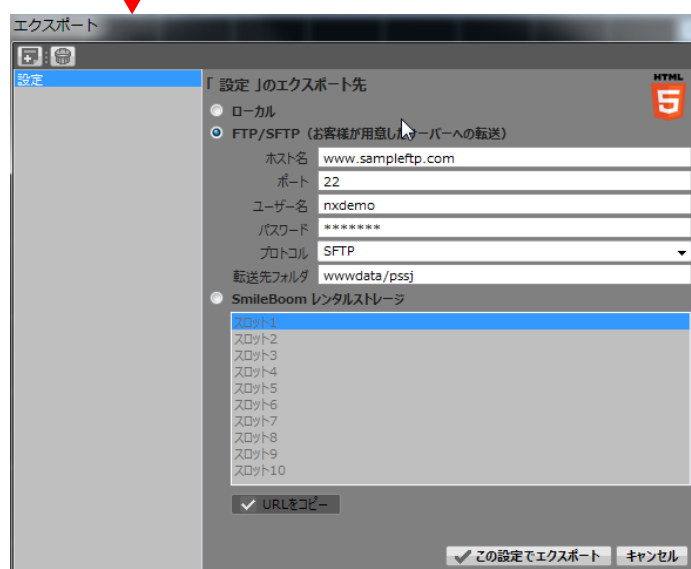 エクスポート
設定
「 設定 」のエクスポート先
HTML
5
ローカル
FTP/SFTP（お客様が用意したサーバーへの転送）
ホスト名 www.sampleftp.com
ポート 22
ユーザー名 nxdemo
パスワード *******
プロトコル SFTP
転送先フォルダ wwwdata/pssj
SmileBoom レンタルストレージ
スロット1
スロット2
スロット3
スロット4
スロット5
スロット6
スロット7
スロット8
スロット9
スロット10
URLをコピー
この設定でエクスポート キャンセル